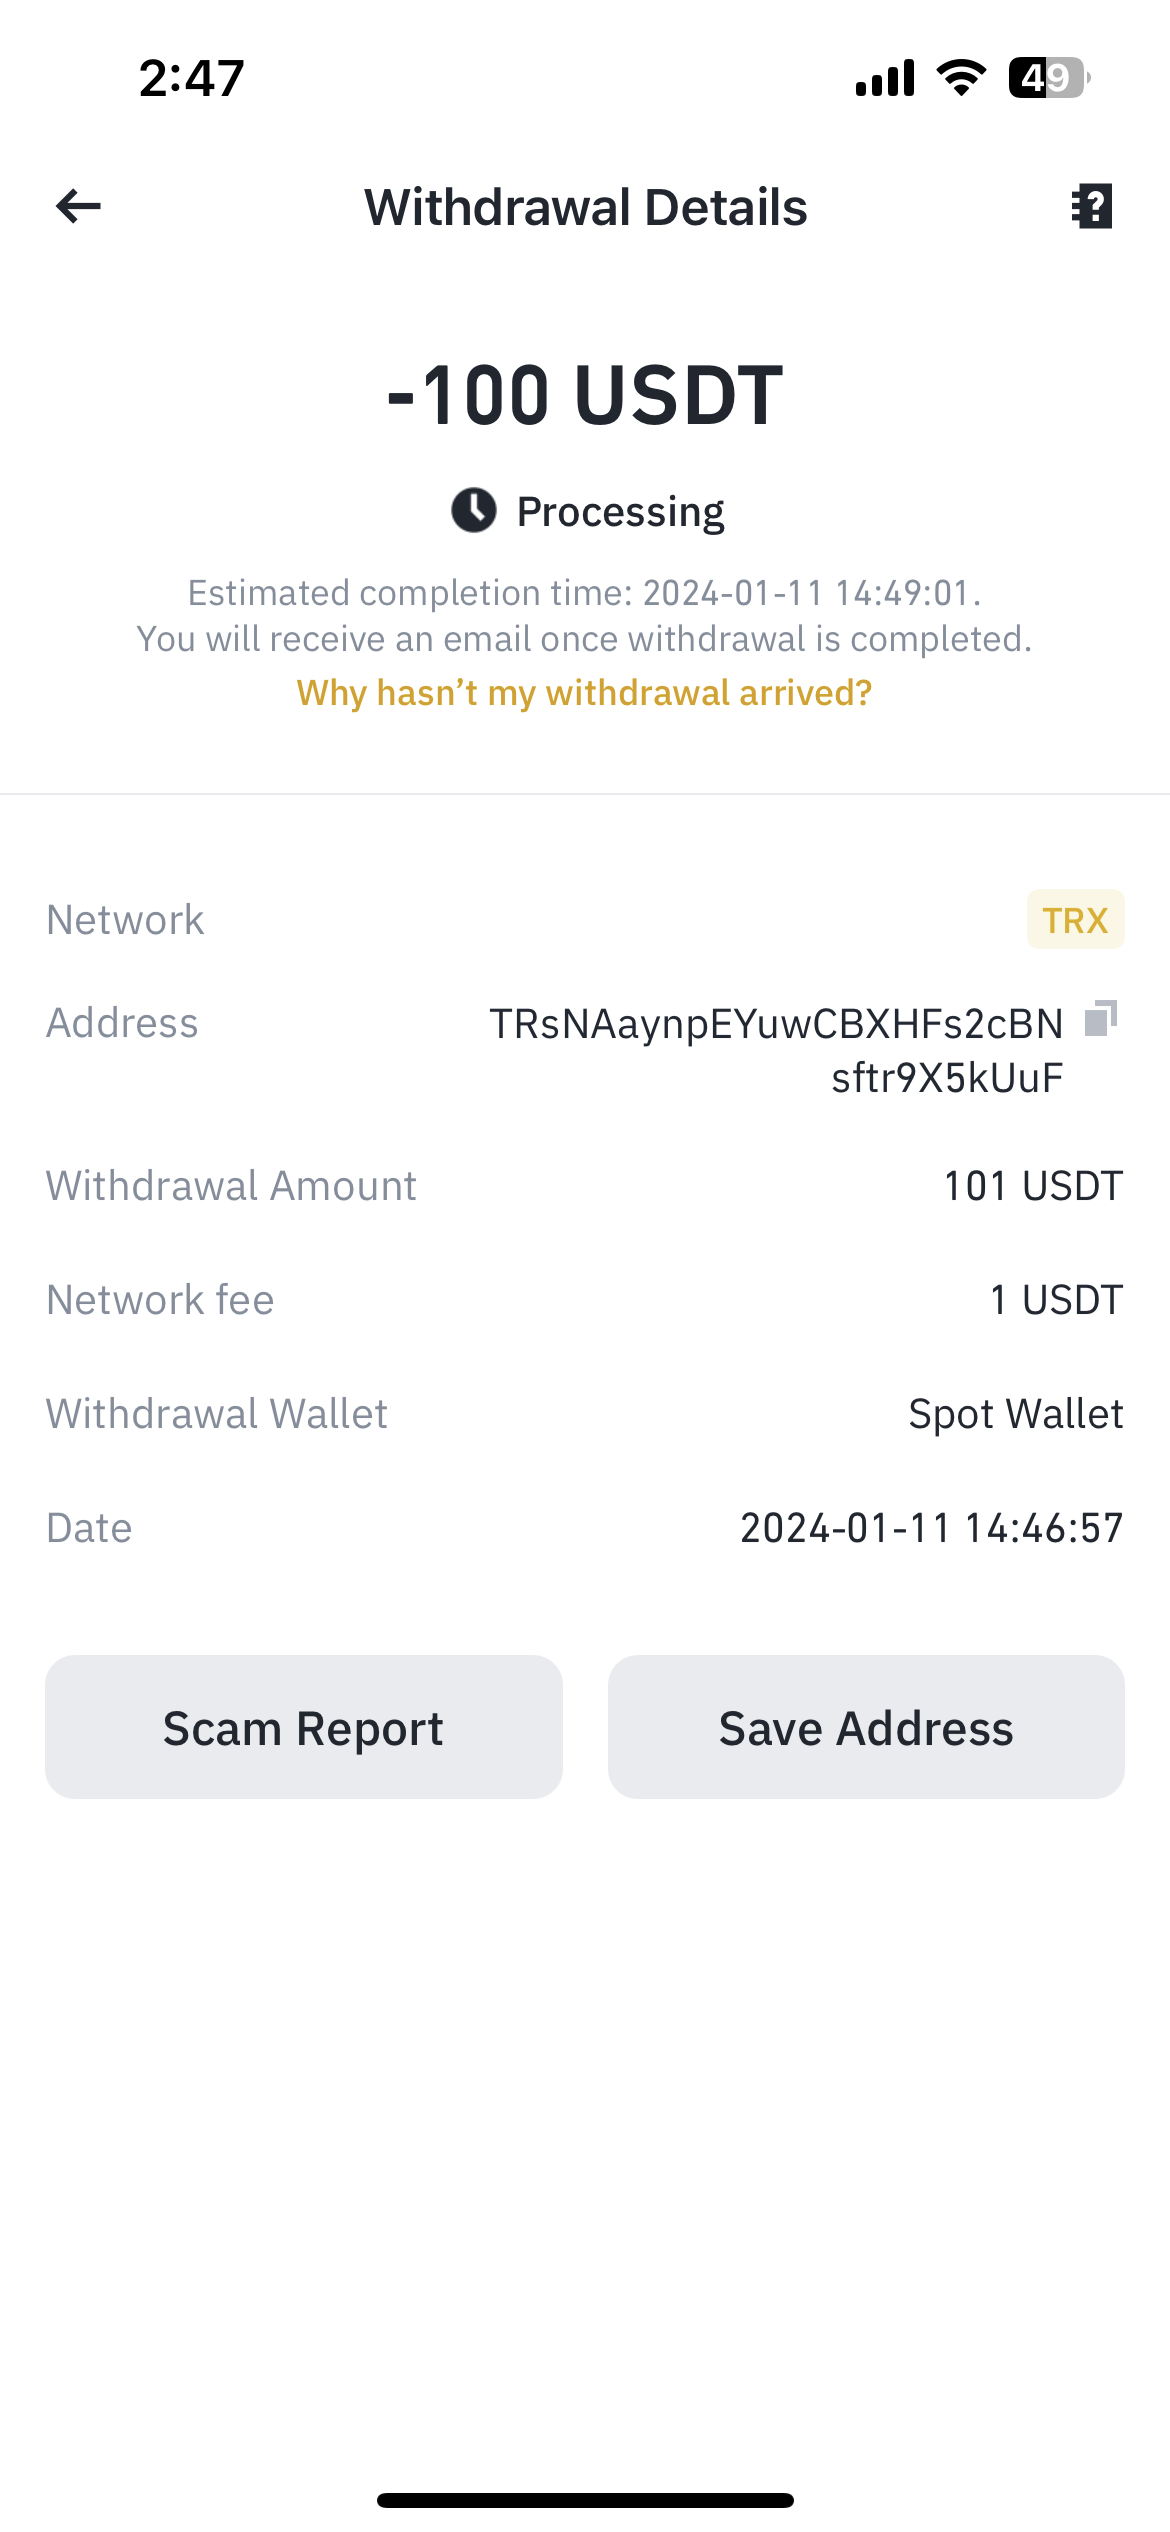 2:47
49
Withdrawal Details
-100 USDT
Processing
Estimated completion time: 2024-01-11 14:49:01.
You will receive an email once withdrawal is completed.
Why hasn’t my withdrawal arrived?
Network
TRX
Address
TRsNAaynpEYuwCBXHFs2cBN
sftr9X5kUuF
Withdrawal Amount
101 USDT
Network fee
1 USDT
Withdrawal Wallet
Spot Wallet
Date
2024-01-11 14:46:57
Scam Report
Save Address